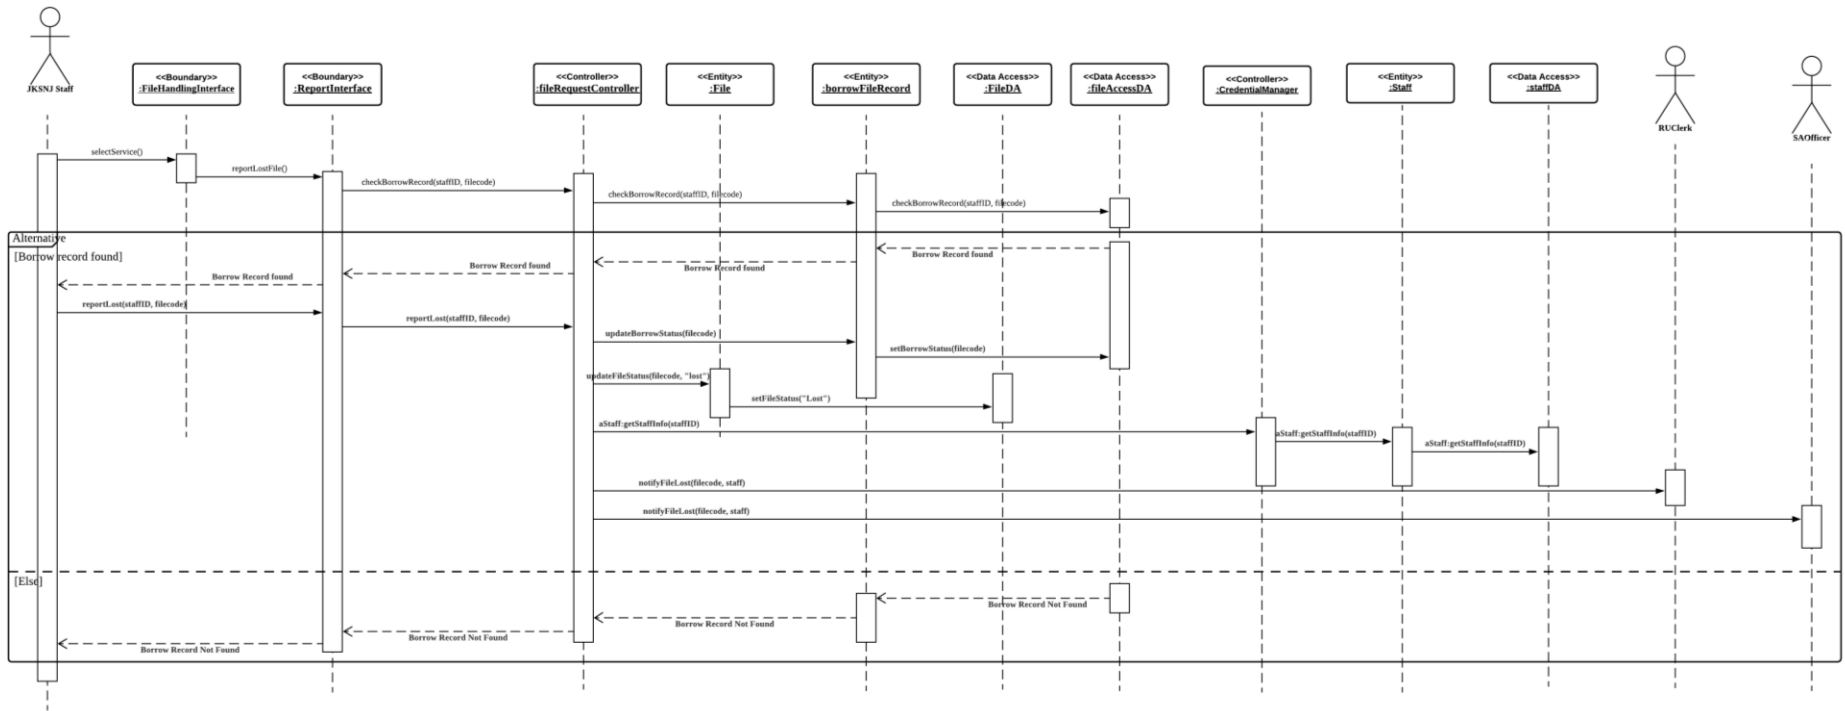 JKSNJ Staff
<<Boundary>>
:FileHandlingInterface
<<Boundary>>
:ReportInterface
<<Controller>>
:fileRequestController
<<Entity>>
:File
<<Entity>>
:borrowFileRecord
<<Data Access>>
:FileDA
<<Data Access>>
:fileAccessDA
<<Controller>>
:CredentialManager
<<Entity>>
:Staff
<<Data Access>>
:staffDA
RUClerk
SAOfficer
selectService()
reportLostFile()
checkBorrowRecord(staffID, filecode)
checkBorrowRecord(staffID, filecode)
checkBorrowRecord(staffID, filecode)
Alternative
[Borrow record found]
Borrow Record found
Borrow Record found
Borrow Record found
Borrow Record found
reportLost(staffID, filecode)
reportLost(staffID, filecode)
updateBorrowStatus(filecode)
setBorrowStatus(filecode)
updateFileStatus(filecode, "lost")
setFileStatus("Lost")
aStaff:getStaffInfo(staffID)
aStaff:getStaffInfo(staffID)
aStaff:getStaffInfo(staffID)
notifyFileLost(filecode, staff)
notifyFileLost(filecode, staff)
[Else]
Borrow Record Not Found
Borrow Record Not Found
Borrow Record Not Found
Borrow Record Not Found